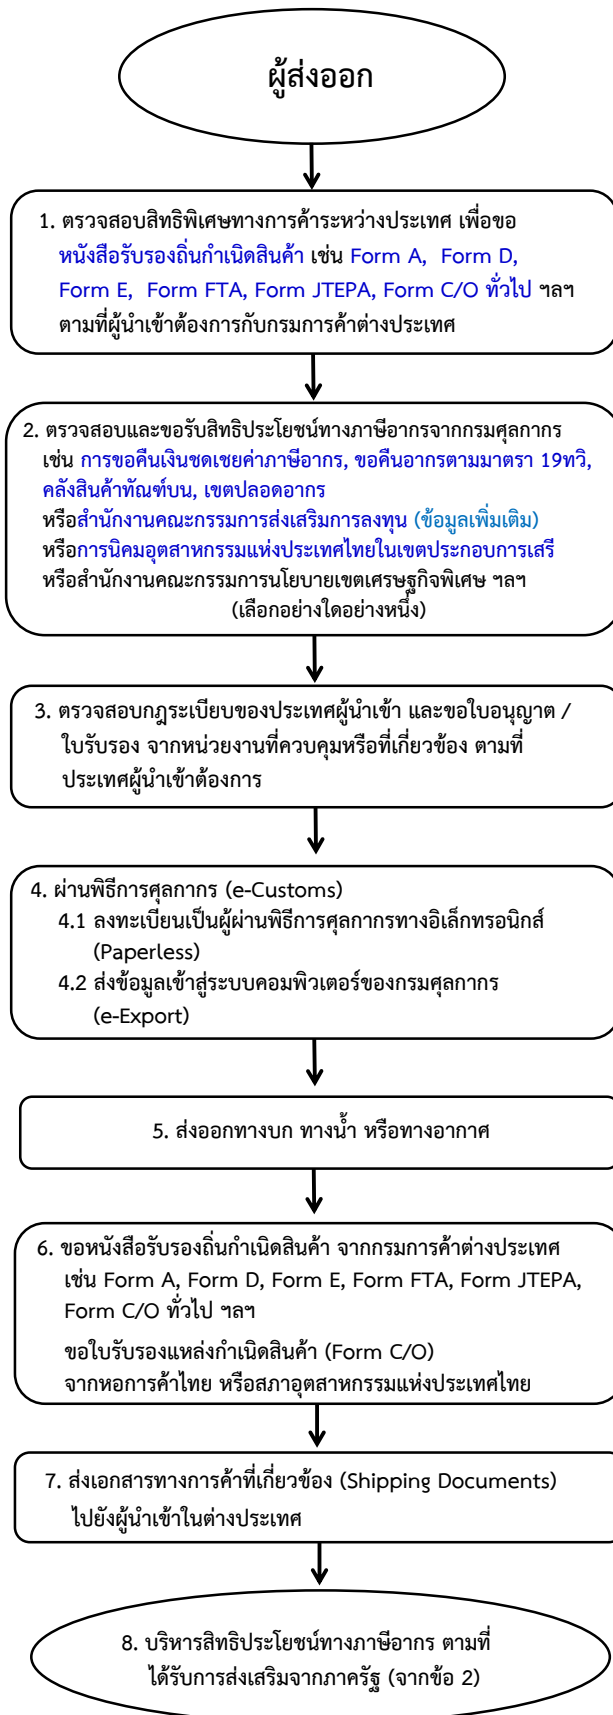 ผู้ส่งออก
1. ตรวจสอบสิทธิพิเศษทางการค้าระหว่างประเทศ เพื่อขอ
หนังสือรับรองถิ่นกำเนิดสินค้า เช่น Form A, Form D,
Form E, Form FTA, Form JTEPA, Form C/O ทั่วไป ฯลฯ
ตามที่ผู้นำเข้าต้องการกับกรมการค้าต่างประเทศ
2. ตรวจสอบและขอรับสิทธิประโยชน์ทางภาษีอากรจากกรมศุลกากร
เช่น การขอคืนเงินชดเชยค่าภาษีอากร, ขอคืนอากรตามมาตรา 19ทวิ,
คลังสินค้าทัณฑ์บน, เขตปลอดอากร
หรือสำนักงานคณะกรรมการส่งเสริมการลงทุน (ข้อมูลเพิ่มเติม)
หรือการนิคมอุตสาหกรรมแห่งประเทศไทยในเขตประกอบการเสรี
หรือสำนักงานคณะกรรมการนโยบายเขตเศรษฐกิจพิเศษ ฯลฯ
(เลือกอย่างใดอย่างหนึ่ง)
3. ตรวจสอบกฎระเบียบของประเทศผู้นำเข้า และขอใบอนุญาต /
ใบรับรอง จากหน่วยงานที่ควบคุมหรือที่เกี่ยวข้อง ตามที่
ประเทศผู้นำเข้าต้องการ
4. ผ่านพิธีการศุลกากร (e-Customs)
4.1 ลงทะเบียนเป็นผู้ผ่านพิธีการศุลกากรทางอิเล็กทรอนิกส์
(Paperless)
4.2 ส่งข้อมูลเข้าสู่ระบบคอมพิวเตอร์ของกรมศุลกากร
(e-Export)
5. ส่งออกทางบก ทางน้ำ หรือทางอากาศ
6. ขอหนังสือรับรองถิ่นกำเนิดสินค้า จากกรมการค้าต่างประเทศ
เช่น Form A, Form D, Form E, Form FTA, Form JTEPA,
Form C/O ทั่วไป ฯลฯ
ขอใบรับรองแหล่งกำเนิดสินค้า (Form C/O)
จากหอการค้าไทย หรือสภาอุตสาหกรรมแห่งประเทศไทย
7. ส่งเอกสารทางการค้าที่เกี่ยวข้อง (Shipping Documents)
ไปยังผู้นำเข้าในต่างประเทศ
8. บริหารสิทธิประโยชน์ทางภาษีอากร ตามที่
ได้รับการส่งเสริมจากภาครัฐ (จากข้อ 2)